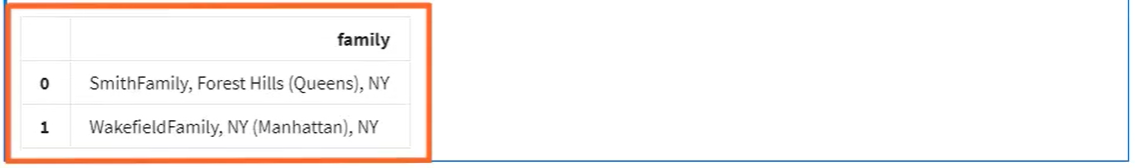 family
0 SmithFamily, Forest Hills (Queens), NY
1 WakefieldFamily, NY (Manhattan), NY